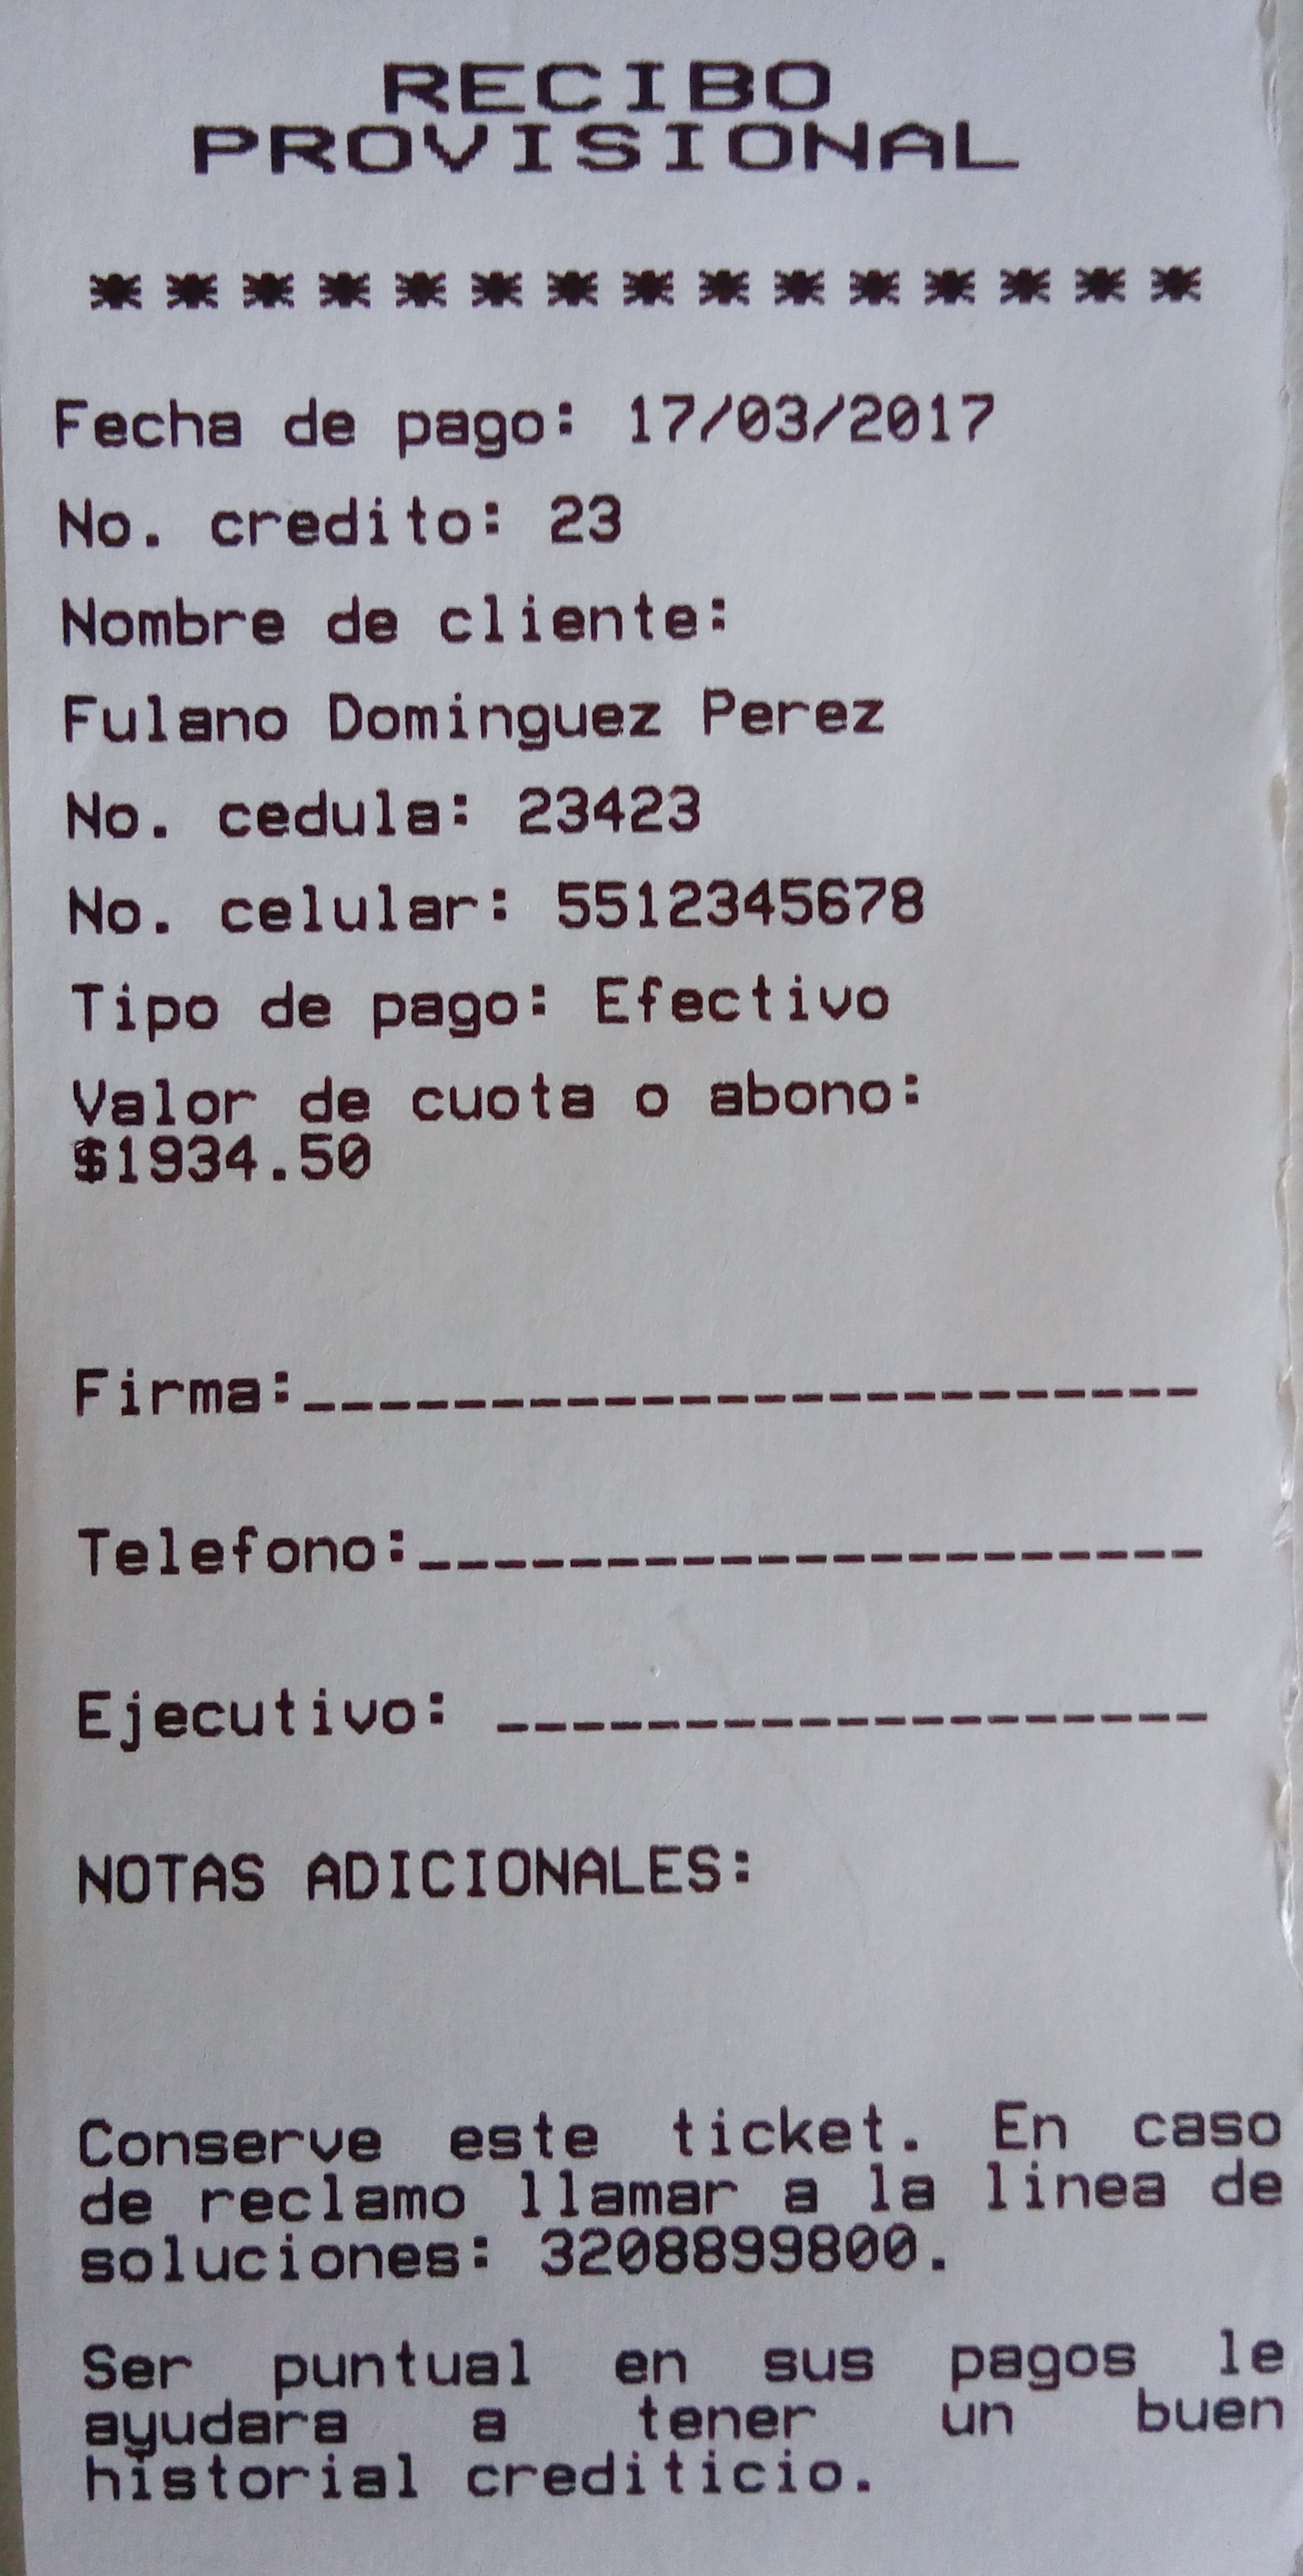 RECIBO
PROVISIONAL
***************
Fecha de pago: 17/03/2017
No. credito: 23
Nombre de cliente:
Fulano Dominguez Perez
No. cedula: 23423
No. celular: 5512345678
Tipo de pago: Efectivo
Valor de cuota o abono:
$1934.50
Firma:________________________
Telefono:_____________________
Ejecutivo: ___________________
NOTAS ADICIONALES:
Conserve este ticket. En caso
de reclamo llamar a la linea de
soluciones: 3208899800.
Ser puntual en sus pagos le
ayudara a tener un buen
historial crediticio.